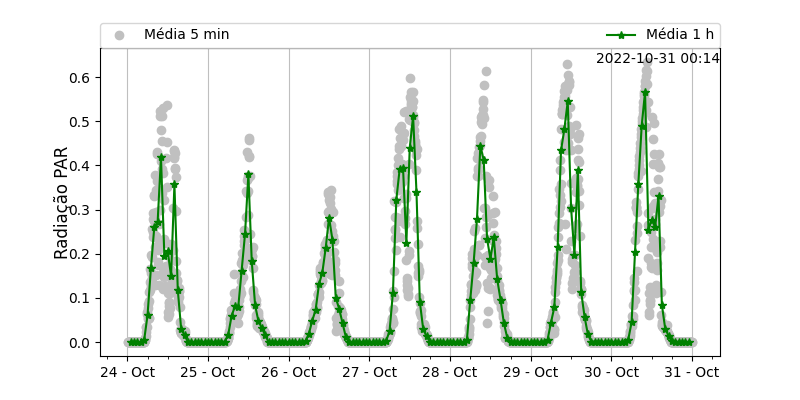 Média 5 min
Média 1 h
2022-10-31 00:14
Radiação PAR
0.6
0.5
0.4
0.3
0.2
0.1
0.0
24 - Oct
25 - Oct
26 - Oct
27 - Oct
28 - Oct
29 - Oct
30 - Oct
31 - Oct